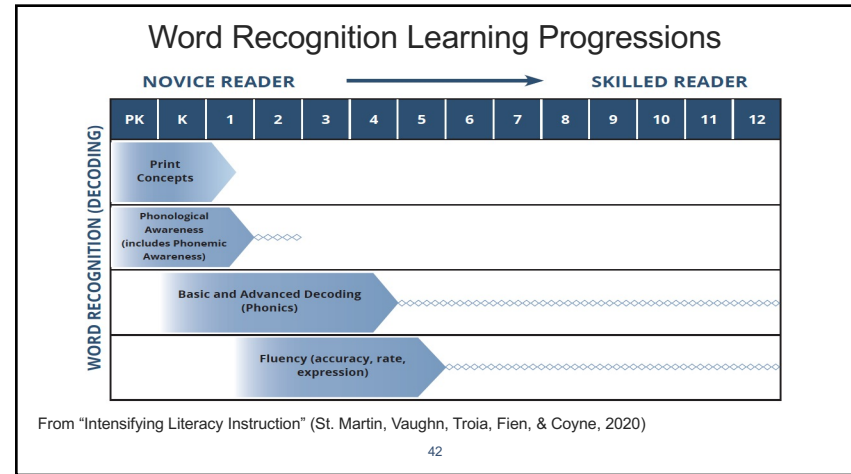 Word Recognition Learning Progressions
NOVICE READER SKILLED READER
PK K 1 2 3 4 5 6 7 8 9 10 11 12
WORD RECOGNITION (DECODING)
Print
Concepts
Phonological
Awareness
(includes Phonemic
Awareness)
Basic and Advanced Decoding
(Phonics)
Fluency (accuracy, rate,
expression)
From “Intensifying Literacy Instruction” (St. Martin, Vaughn, Troia, Fien, & Coyne, 2020)
42